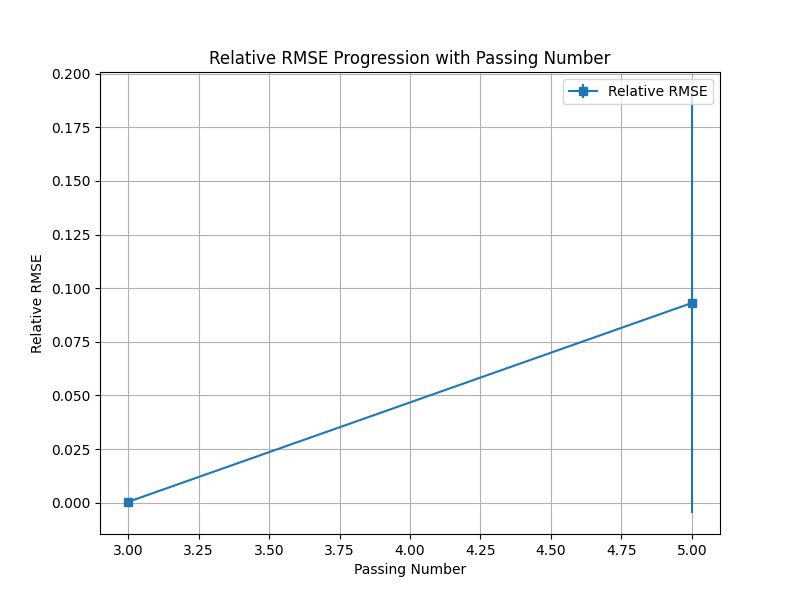 Relative RMSE Progression with Passing Number
Relative RMSE
0.200
0.175
0.150
0.125
0.100
0.075
0.050
0.025
0.000
Relative RMSE
3.00 3.25 3.50 3.75 4.00 4.25 4.50 4.75 5.00
Passing Number